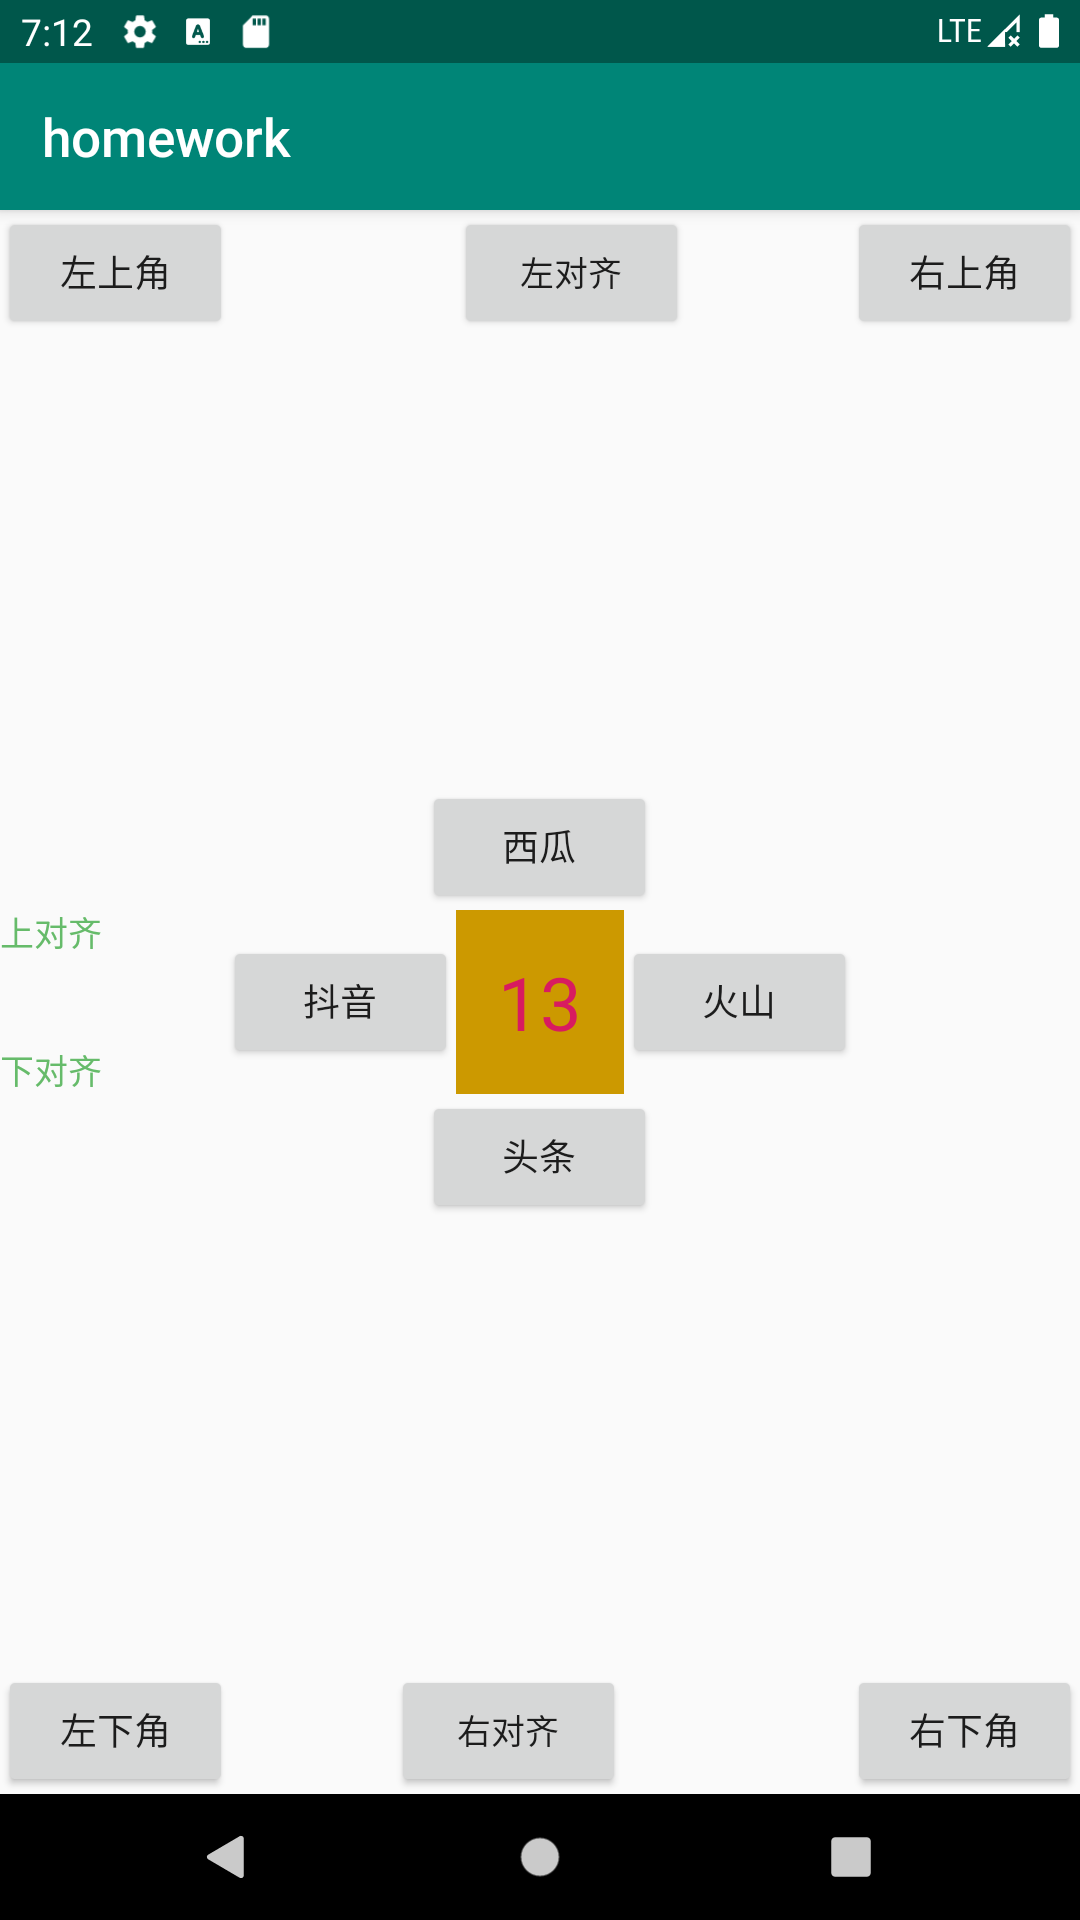 7:12 LTE
homework
左上角 左对齐 右上角
西瓜
上对齐
抖音 13 火山
下对齐
头条
左下角 右对齐 右下角